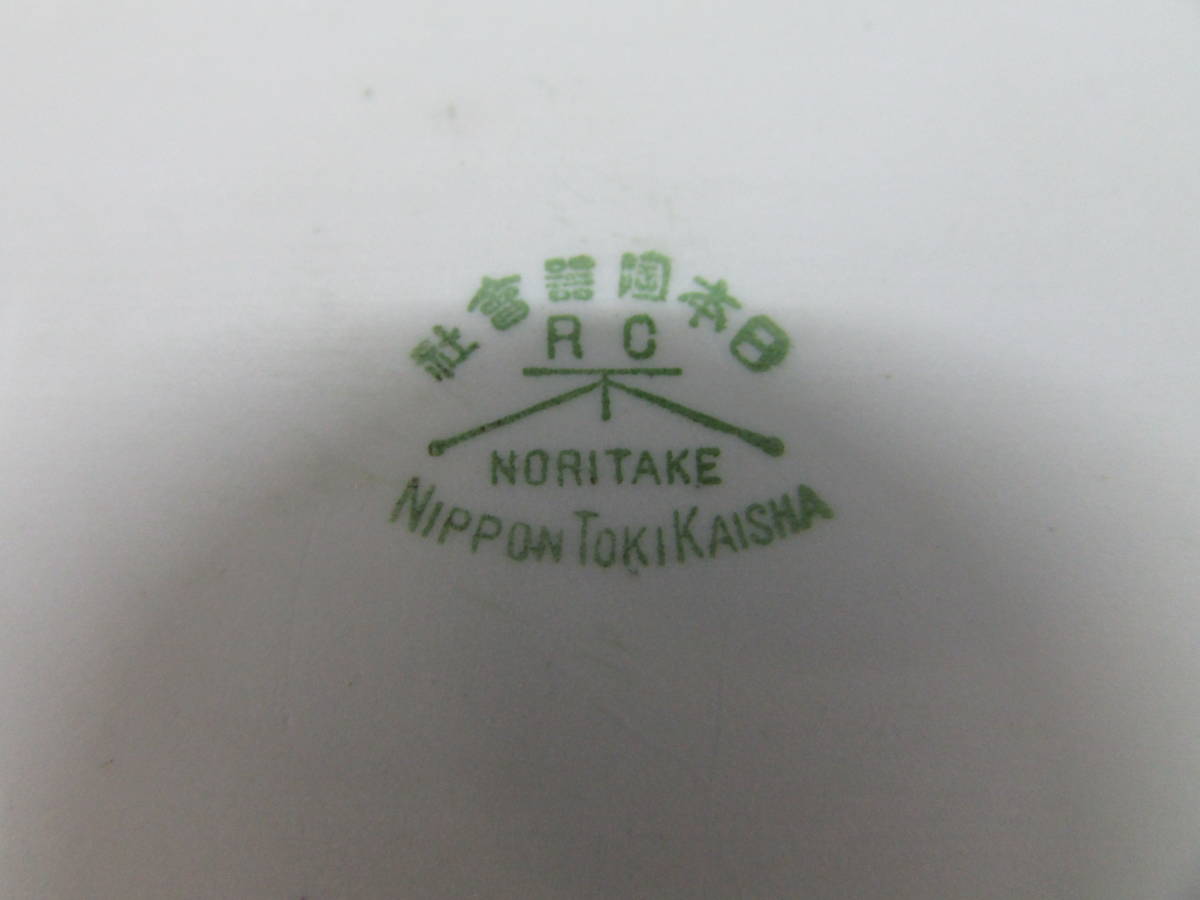 日本陶器會社
R C
NORITAKE
NIPPON TOKI KAISHA